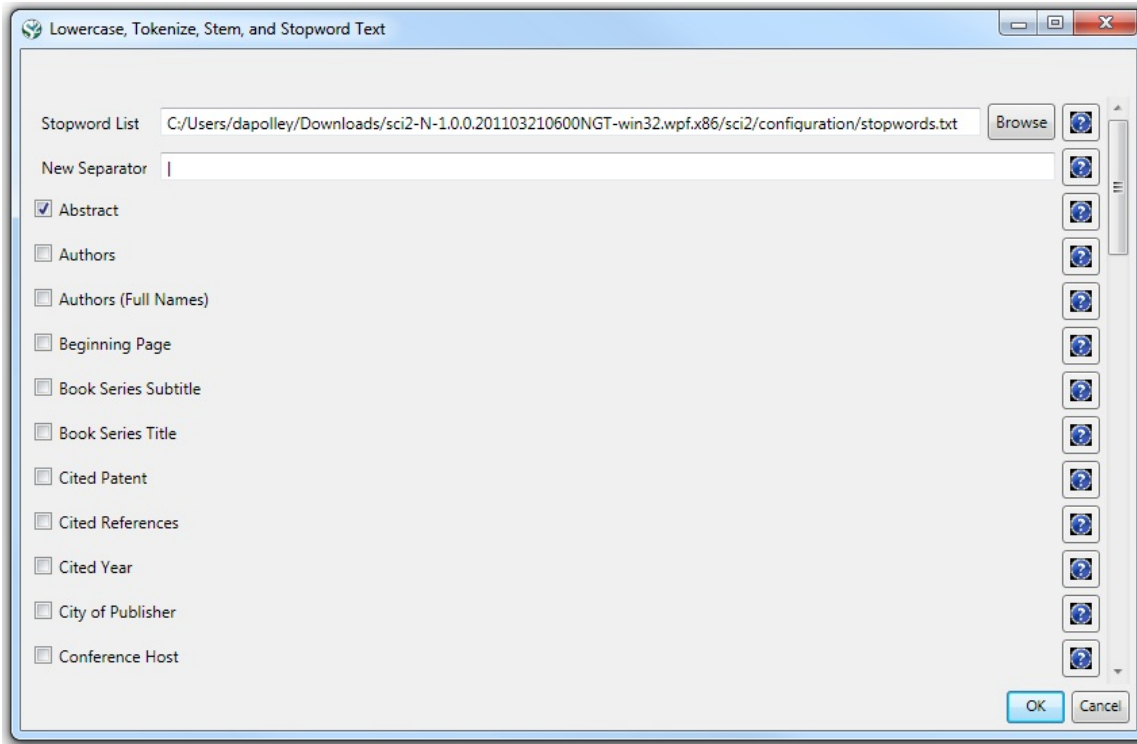 Lowercase, Tokenize, Stem, and Stopword Text
Stopword List C:/Users/dapolley/Downloads/sci2-N-1.0.0.201103210600NGT-win32.wpf.x86/sci2/configuration/stopwords.txt Browse ?
New Separator | ?
Abstract ?
Authors ?
Authors (Full Names) ?
Beginning Page ?
Book Series Subtitle ?
Book Series Title ?
Cited Patent ?
Cited References ?
Cited Year ?
City of Publisher ?
Conference Host ?
OK Cancel